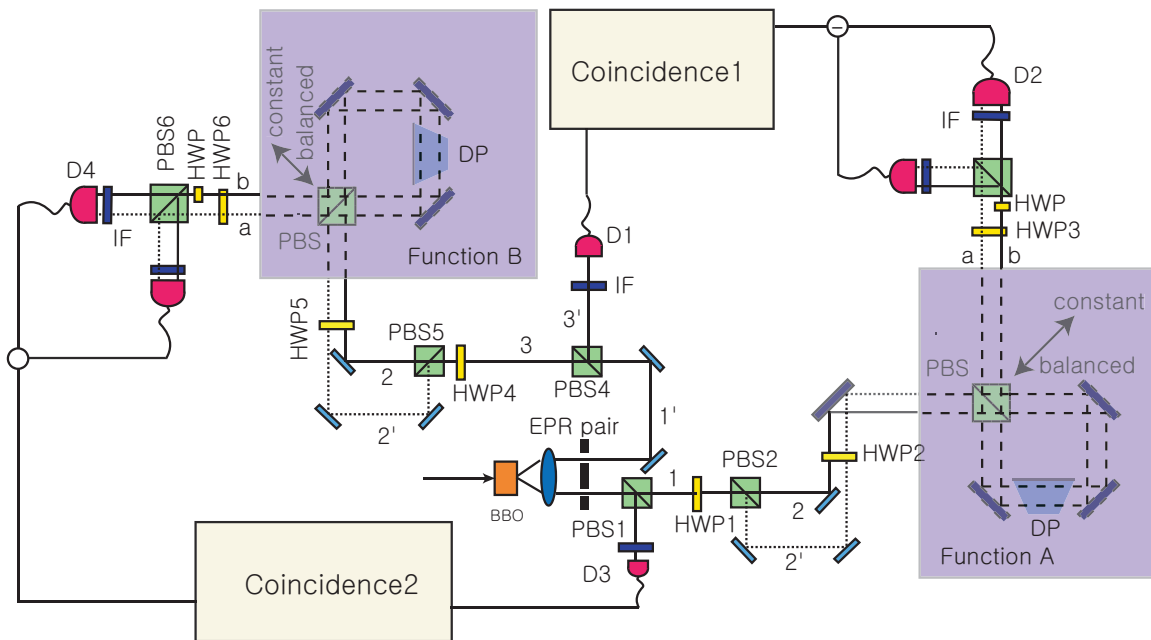 Coincidence1
D2
IF
HWP
HWP3
a
b
constant
balanced
PBS
HWP2
DP
Function A
PBS6
HWP
HWP6
D4
IF
b
a
constant
balanced
DP
PBS
Function B
D1
IF
3'
HWP5
PBS5
3
2
HWP4
PBS4
2'
1'
EPR pair
BBO
1
PBS1
HWP1
PBS2
2
2'
D3
Coincidence2